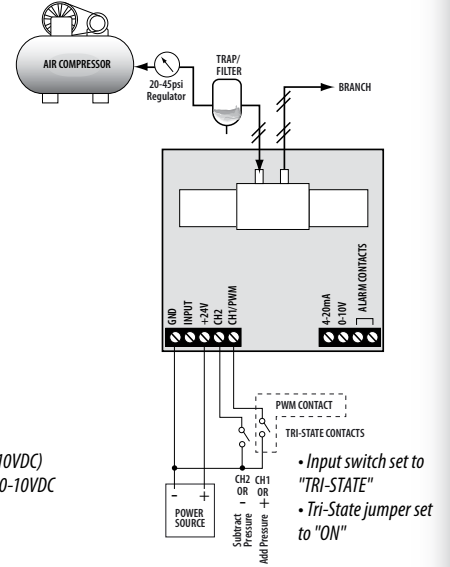 AIR COMPRESSOR
20-45psi
Regulator
TRAP/
FILTER
BRANCH
GND
INPUT
+24V
CH2
CH1/PWM
4-20mA
0-10V
ALARM CONTACTS
PWM CONTACT
TRI-STATE CONTACTS
10VDC)
0-10VDC
- +
POWER
SOURCE
CH2
OR
-
Subtract
Pressure
CH1
OR
+
Add Pressure
• Input switch set to
"TRI-STATE"
• Tri-State jumper set
to "ON"